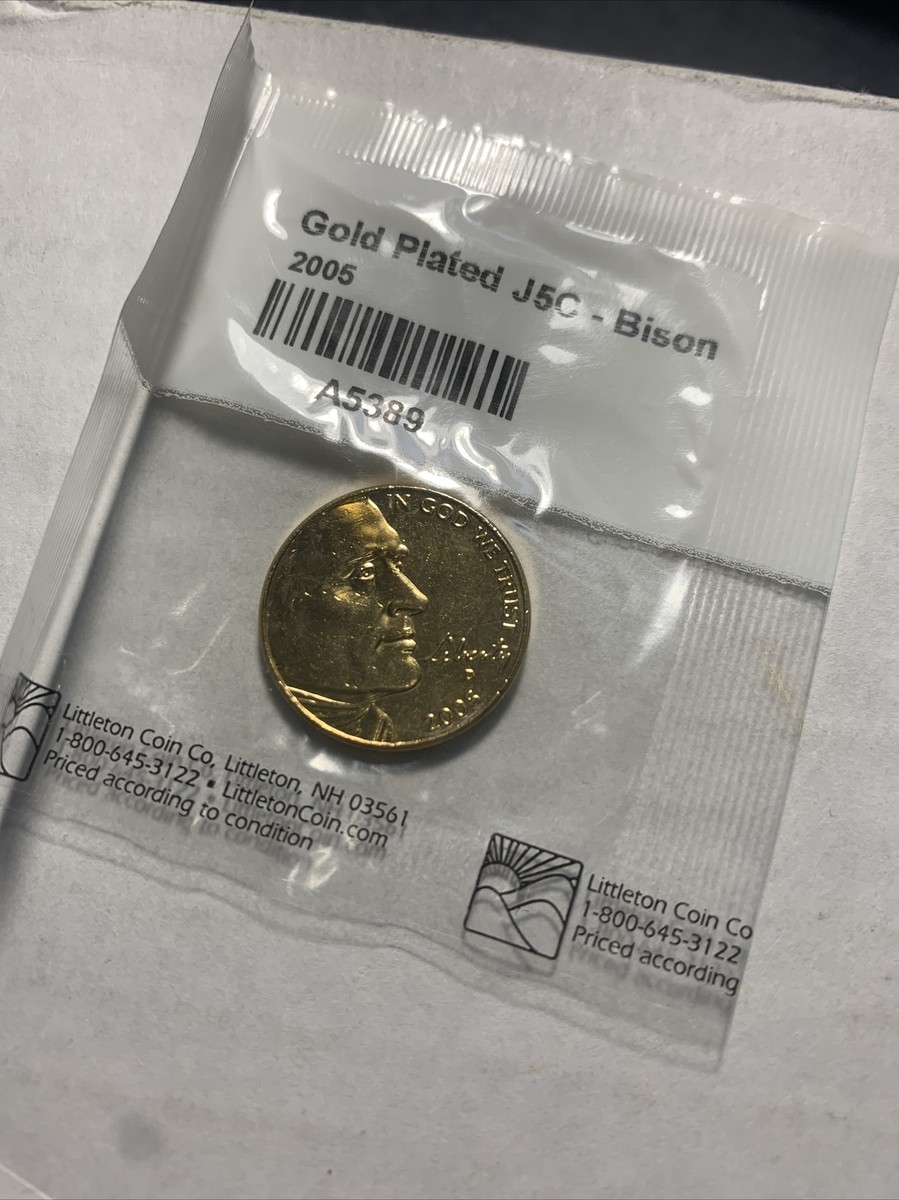 Gold Plated J5C - Bison
2005
A5389
IN GOD WE TRUST
Liberty
P
2005
Littleton Coin Co, Littleton, NH 03561
1-800-645-3122 ▪ LittletonCoin.com
Priced according to condition
Littleton Coin Co
1-800-645-3122
Priced according